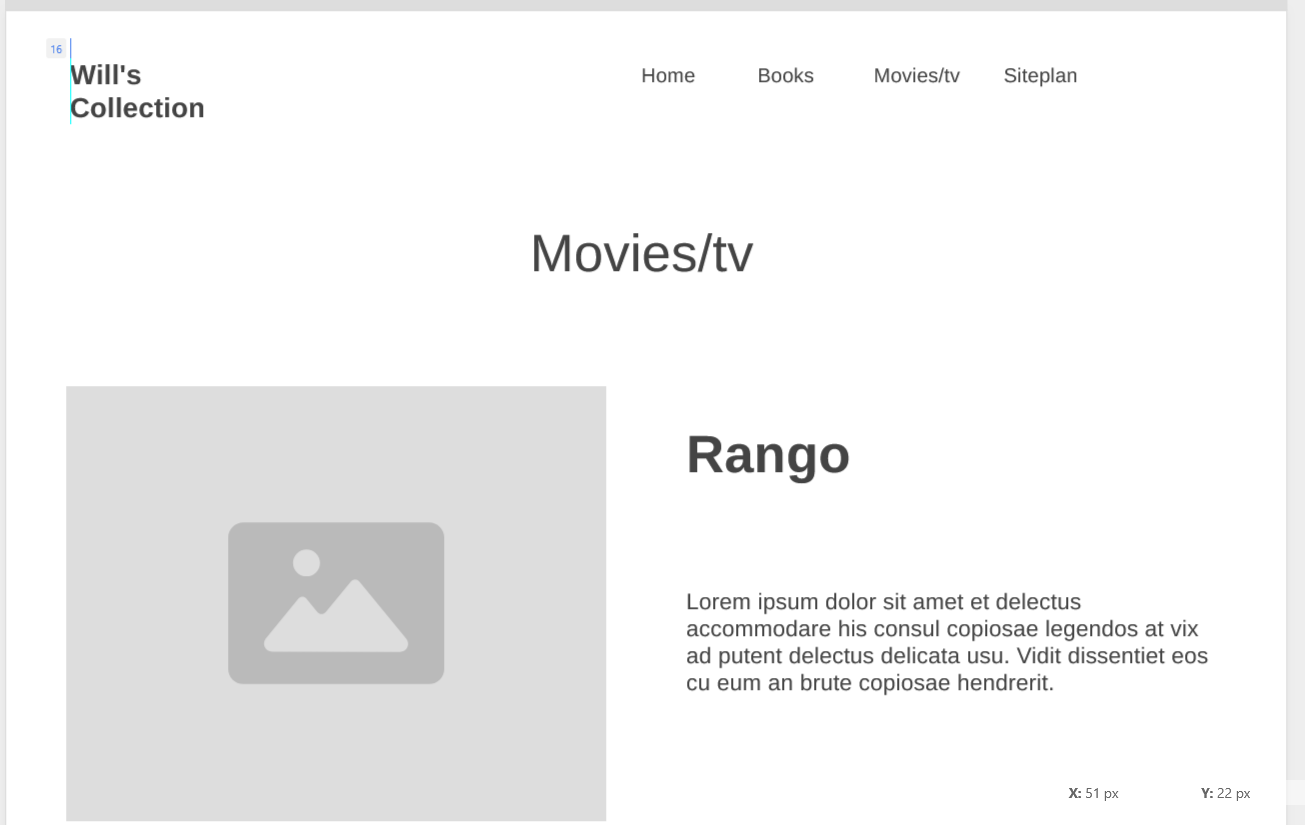 16
Will's
Collection
Home Books Movies/tv Siteplan
Movies/tv
Rango
Lorem ipsum dolor sit amet et delectus
accommodare his consul copiosae legendos at vix
ad putent delectus delicata usu. Vidit dissentiet eos
cu eum an brute copiosae hendrerit.
X: 51 px Y: 22 px